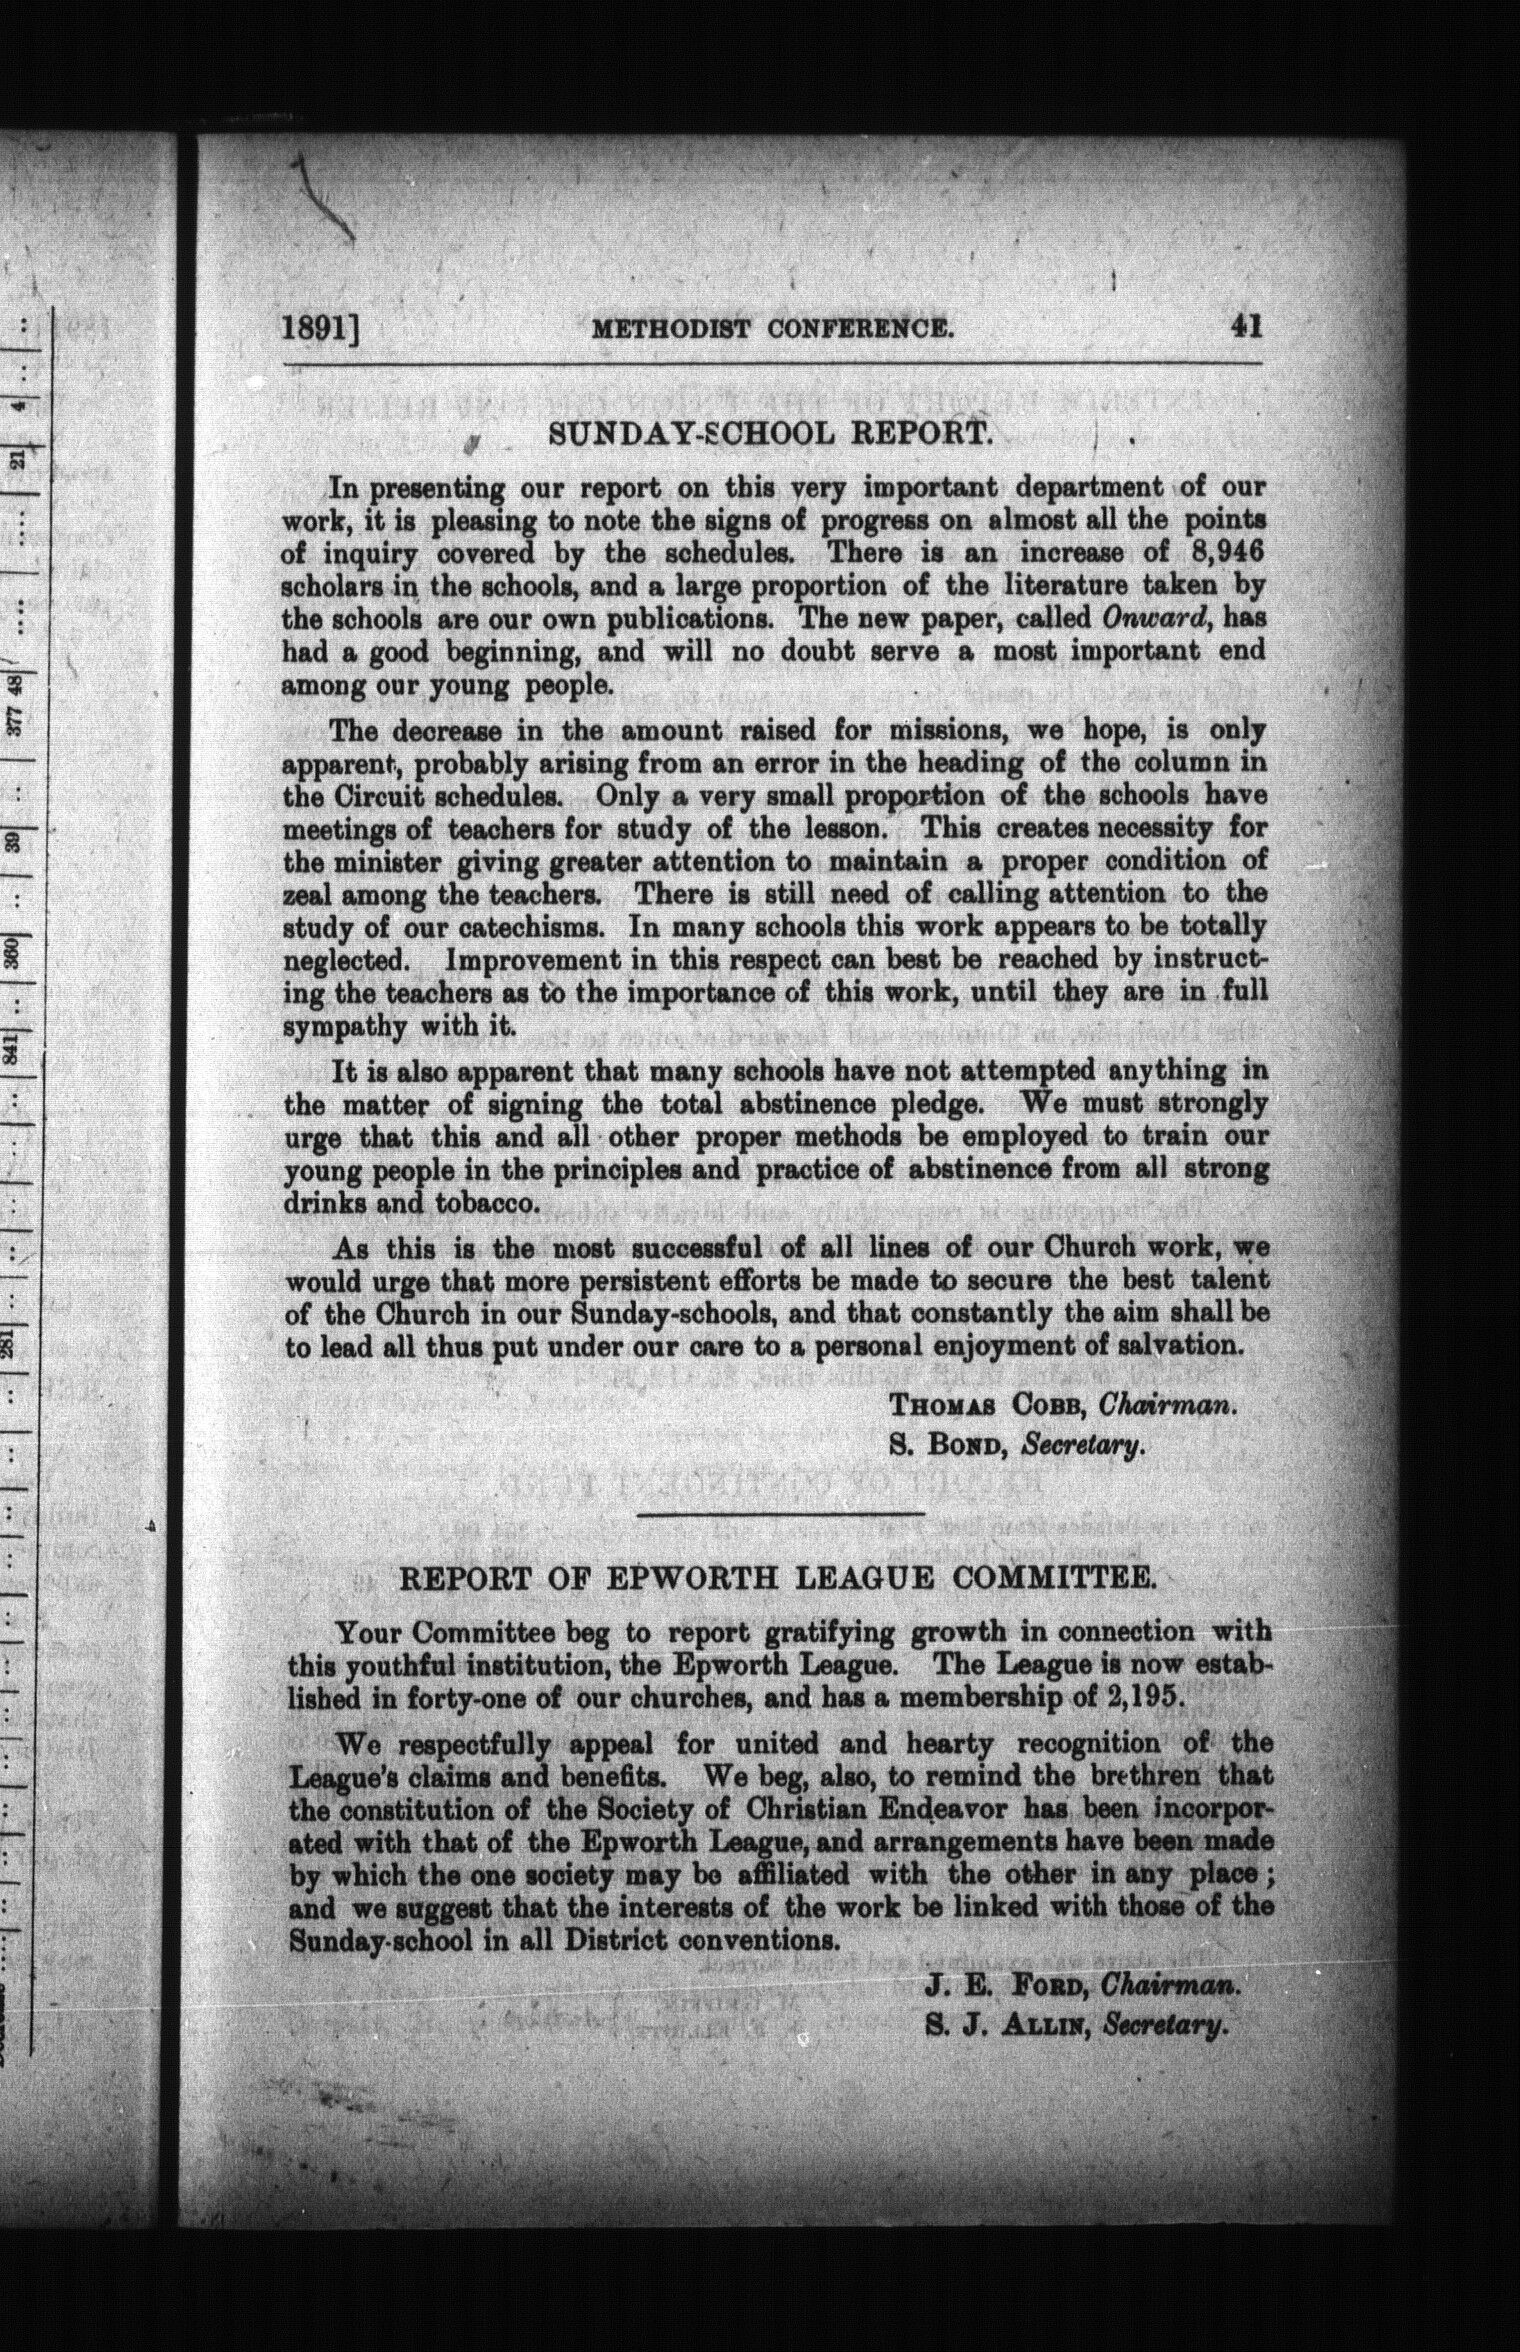 1891] METHODIST CONFERENCE. 41
SUNDAY-SCHOOL REPORT.
In presenting our report on this very important department of our
work, it is pleasing to note the signs of progress on almost all the points
of inquiry covered by the schedules. There is an increase of 8,946
scholars in the schools, and a large proportion of the literature taken by
the schools are our own publications. The new paper, called Onward, has
had a good beginning, and will no doubt serve a most important end
among our young people.
The decrease in the amount raised for missions, we hope, is only
apparent, probably arising from an error in the heading of the column in
the Circuit schedules. Only a very small proportion of the schools have
meetings of teachers for study of the lesson. This creates necessity for
the minister giving greater attention to maintain a proper condition of
zeal among the teachers. There is still need of calling attention to the
study of our catechisms. In many schools this work appears to be totally
neglected. Improvement in this respect can best be reached by instruct-
ing the teachers as to the importance of this work, until they are in full
sympathy with it.
It is also apparent that many schools have not attempted anything in
the matter of signing the total abstinence pledge. We must strongly
urge that this and all other proper methods be employed to train our
young people in the principles and practice of abstinence from all strong
drinks and tobacco.
As this is the most successful of all lines of our Church work, we
would urge that more persistent efforts be made to secure the best talent
of the Church in our Sunday-schools, and that constantly the aim shall be
to lead all thus put under our care to a personal enjoyment of salvation.
THOMAS COBB, Chairman.
S. BOND, Secretary.
REPORT OF EPWORTH LEAGUE COMMITTEE.
Your Committee beg to report gratifying growth in connection with
this youthful institution, the Epworth League. The League is now estab-
lished in forty-one of our churches, and has a membership of 2,195.
We respectfully appeal for united and hearty recognition of the
League's claims and benefits. We beg, also, to remind the brethren that
the constitution of the Society of Christian Endeavor has been incorpor-
ated with that of the Epworth League, and arrangements have been made
by which the one society may be affiliated with the other in any place;
and we suggest that the interests of the work be linked with those of the
Sunday-school in all District conventions.
J. E. FORD, Chairman.
S. J. ALLIN, Secretary.
4
21
377 48
39
360
841
281